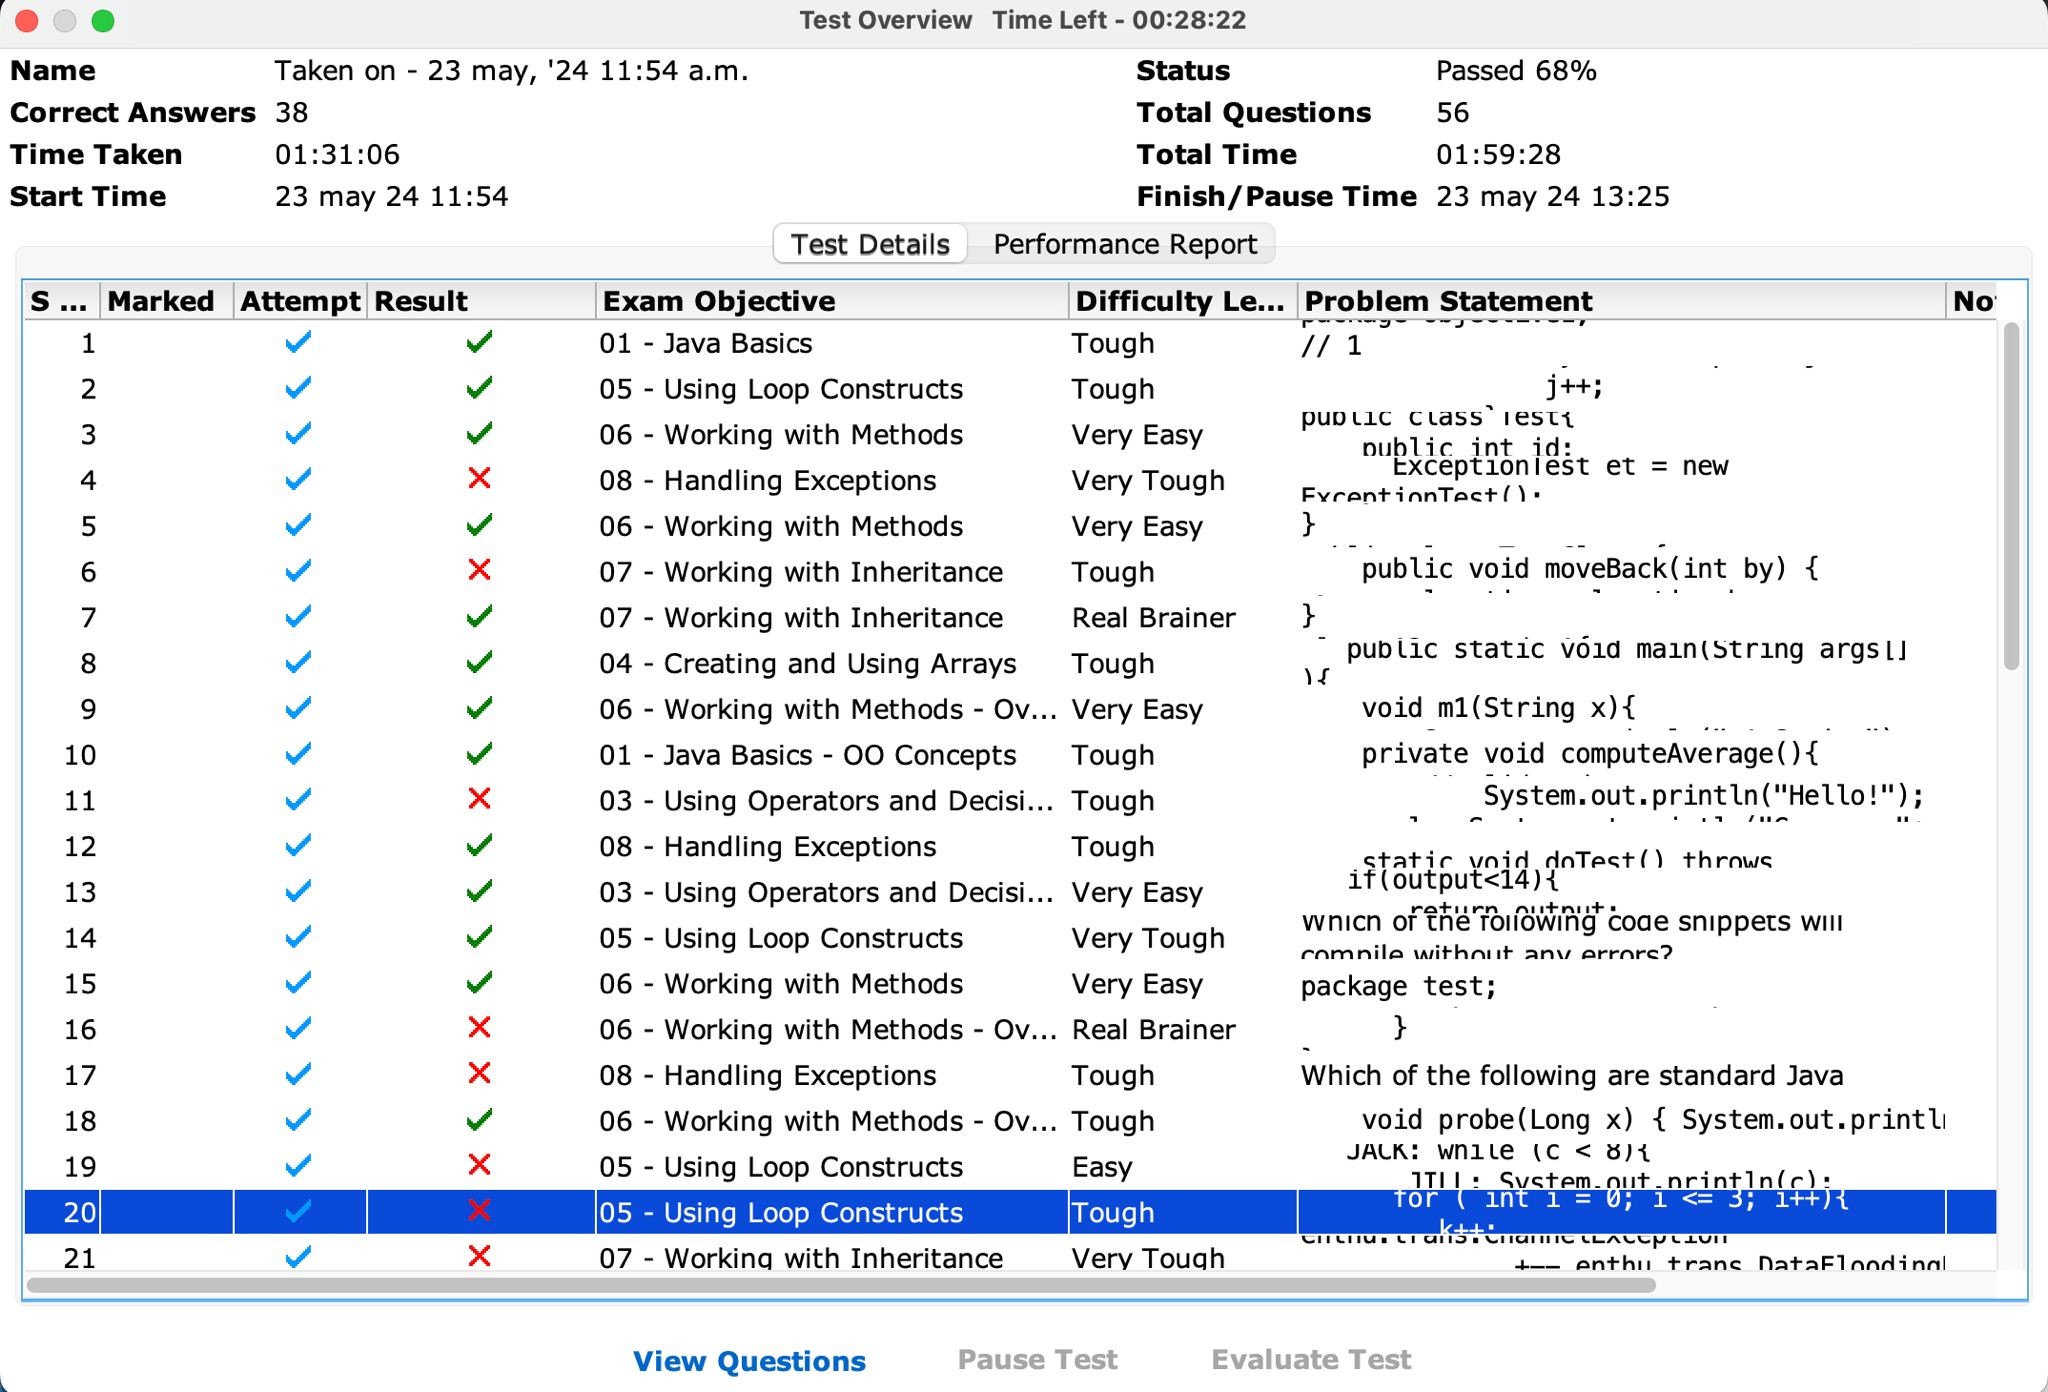 Test Overview   Time Left - 00:28:22
Name Taken on - 23 may, '24 11:54 a.m. Status Passed 68%
Correct Answers 38 Total Questions 56
Time Taken 01:31:06 Total Time 01:59:28
Start Time 23 may 24 11:54 Finish/Pause Time 23 may 24 13:25
Test Details Performance Report
S ... Marked Attempt Result Exam Objective Difficulty Le... Problem Statement
1 01 - Java Basics Tough // 1
2 05 - Using Loop Constructs Tough j++;
3 06 - Working with Methods Very Easy public class Test{
public int id;
4 08 - Handling Exceptions Very Tough ExceptionTest et = new
ExceptionTest();
5 06 - Working with Methods Very Easy }
6 07 - Working with Inheritance Tough public void moveBack(int by) {
7 07 - Working with Inheritance Real Brainer }
8 04 - Creating and Using Arrays Tough public static void main(String args[]
){
9 06 - Working with Methods - Ov... Very Easy void m1(String x){
10 01 - Java Basics - OO Concepts Tough private void computeAverage(){
11 03 - Using Operators and Decisi... Tough System.out.println("Hello!");
12 08 - Handling Exceptions Tough static void doTest() throws
13 03 - Using Operators and Decisi... Very Easy if(output<14){
return output;
14 05 - Using Loop Constructs Very Tough Which of the following code snippets will
compile without any errors?
15 06 - Working with Methods Very Easy package test;
16 06 - Working with Methods - Ov... Real Brainer }
17 08 - Handling Exceptions Tough Which of the following are standard Java
18 06 - Working with Methods - Ov... Tough void probe(Long x) { System.out.println
19 05 - Using Loop Constructs Easy JACK: while (c < 8){
JILL: System.out.println(c);
20 05 - Using Loop Constructs Tough for ( int i = 0; i <= 3; i++){
k++;
21 07 - Working with Inheritance Very Tough enthu.trans.ChannelException
+-- enthu.trans.DataFlooding
View Questions Pause Test Evaluate Test